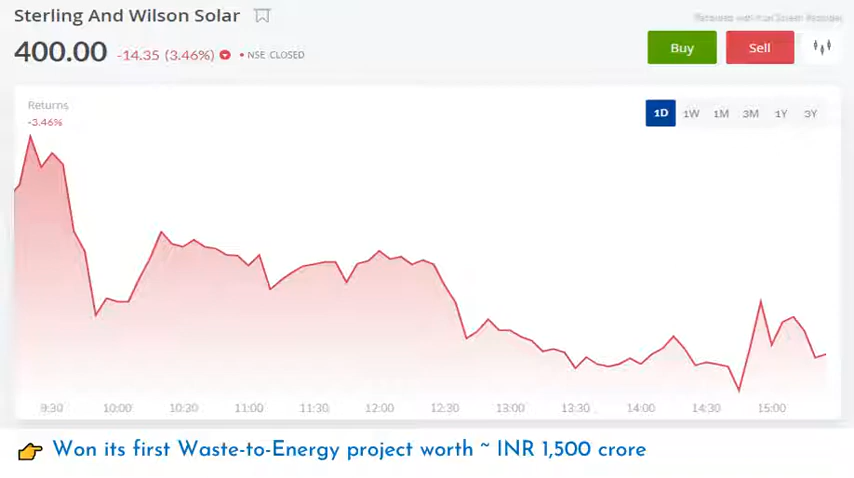 Sterling And Wilson Solar
400.00 -14.35 (3.46%) • NSE CLOSED
Buy Sell
Returns
-3.46%
1D 1W 1M 3M 1Y 3Y
9:30 10:00 10:30 11:00 11:30 12:00 12:30 13:00 13:30 14:00 14:30 15:00
Won its first Waste-to-Energy project worth ~ INR 1,500 crore